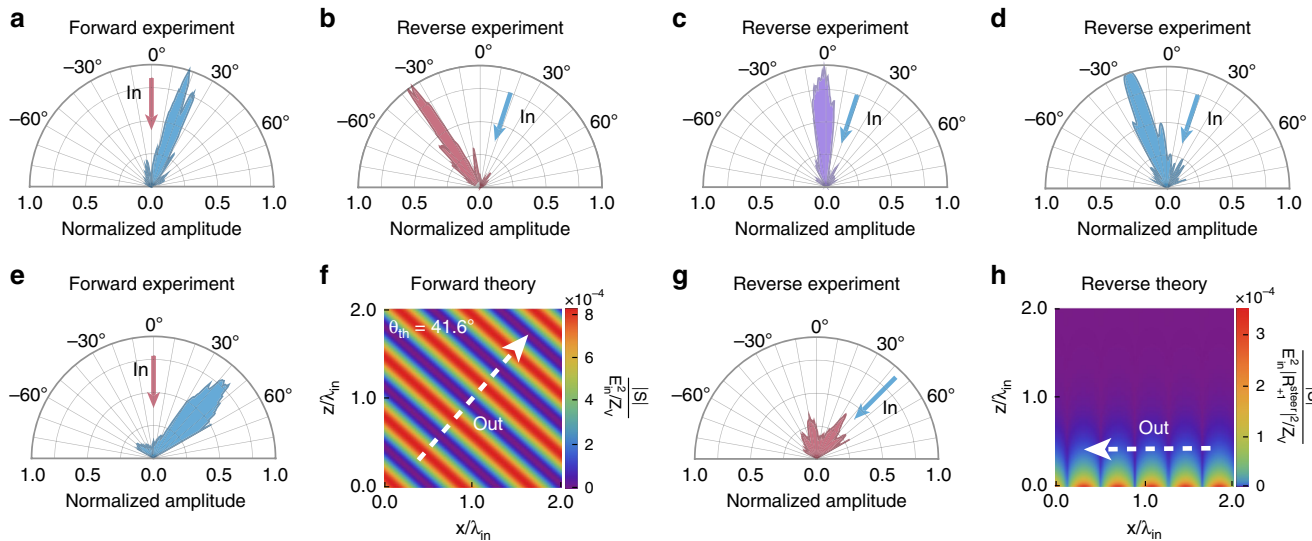 a
Forward experiment
0°
–30°
30°
–60°
60°
In
1.0 0.5 0.0 0.5 1.0
Normalized amplitude
b
Reverse experiment
0°
–30°
30°
–60°
60°
In
1.0 0.5 0.0 0.5 1.0
Normalized amplitude
c
Reverse experiment
0°
–30°
30°
–60°
60°
In
1.0 0.5 0.0 0.5 1.0
Normalized amplitude
d
Reverse experiment
0°
–30°
30°
–60°
60°
In
1.0 0.5 0.0 0.5 1.0
Normalized amplitude
e
Forward experiment
0°
–30°
30°
–60°
60°
In
1.0 0.5 0.0 0.5 1.0
Normalized amplitude
f
Forward theory
θth = 41.6°
Out
2.0
1.0
0.0
z/λin
0.0 1.0 2.0
x/λin
×10–4
8
6
4
2
0
|S|
E2in/Zv
g
Reverse experiment
0°
–30°
30°
–60°
60°
In
1.0 0.5 0.0 0.5 1.0
Normalized amplitude
h
Reverse theory
Out
2.0
1.0
0.0
z/λin
0.0 1.0 2.0
x/λin
×10–4
3
2
1
0
|S|
E2in|Rsteer+1|2/Zv